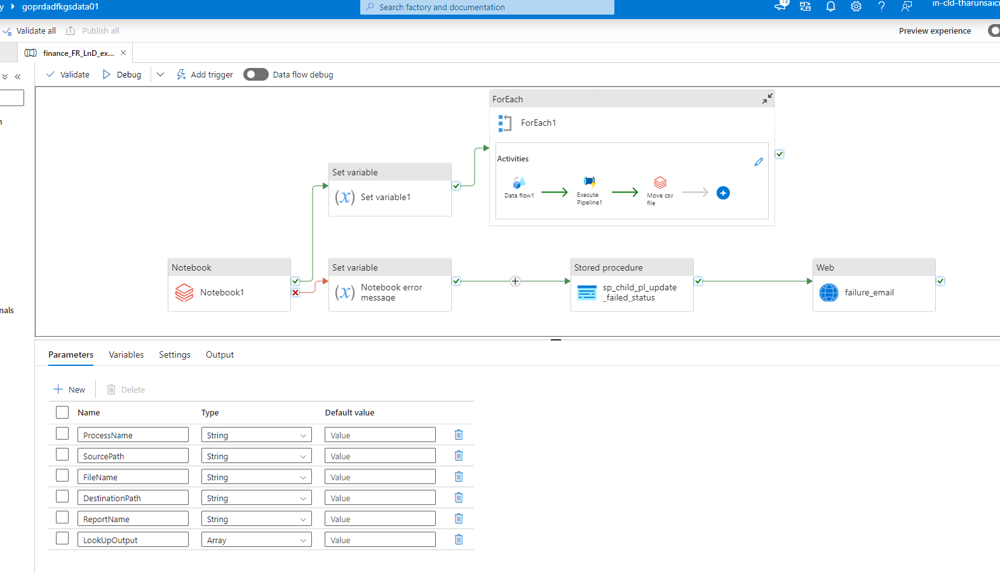 y goprdadfkgsdata01
Search factory and documentation
18
Validate all Publish all
Preview experience
finance_FR_LnD_ex...
Validate Debug Add trigger Data flow debug
ForEach
ForEach1
Activities
Data flow1
Execute
Pipeline1
Move csv
file
Set variable
(x) Set variable1
Notebook
Notebook1
Set variable
(x) Notebook error
message
Stored procedure
sp_child_pl_update
_failed_status
Web
failure_email
nals
Parameters Variables Settings Output
New Delete
Name Type Default value
ProcessName String Value
SourcePath String Value
FileName String Value
DestinationPath String Value
ReportName String Value
LookUpOutput Array Value